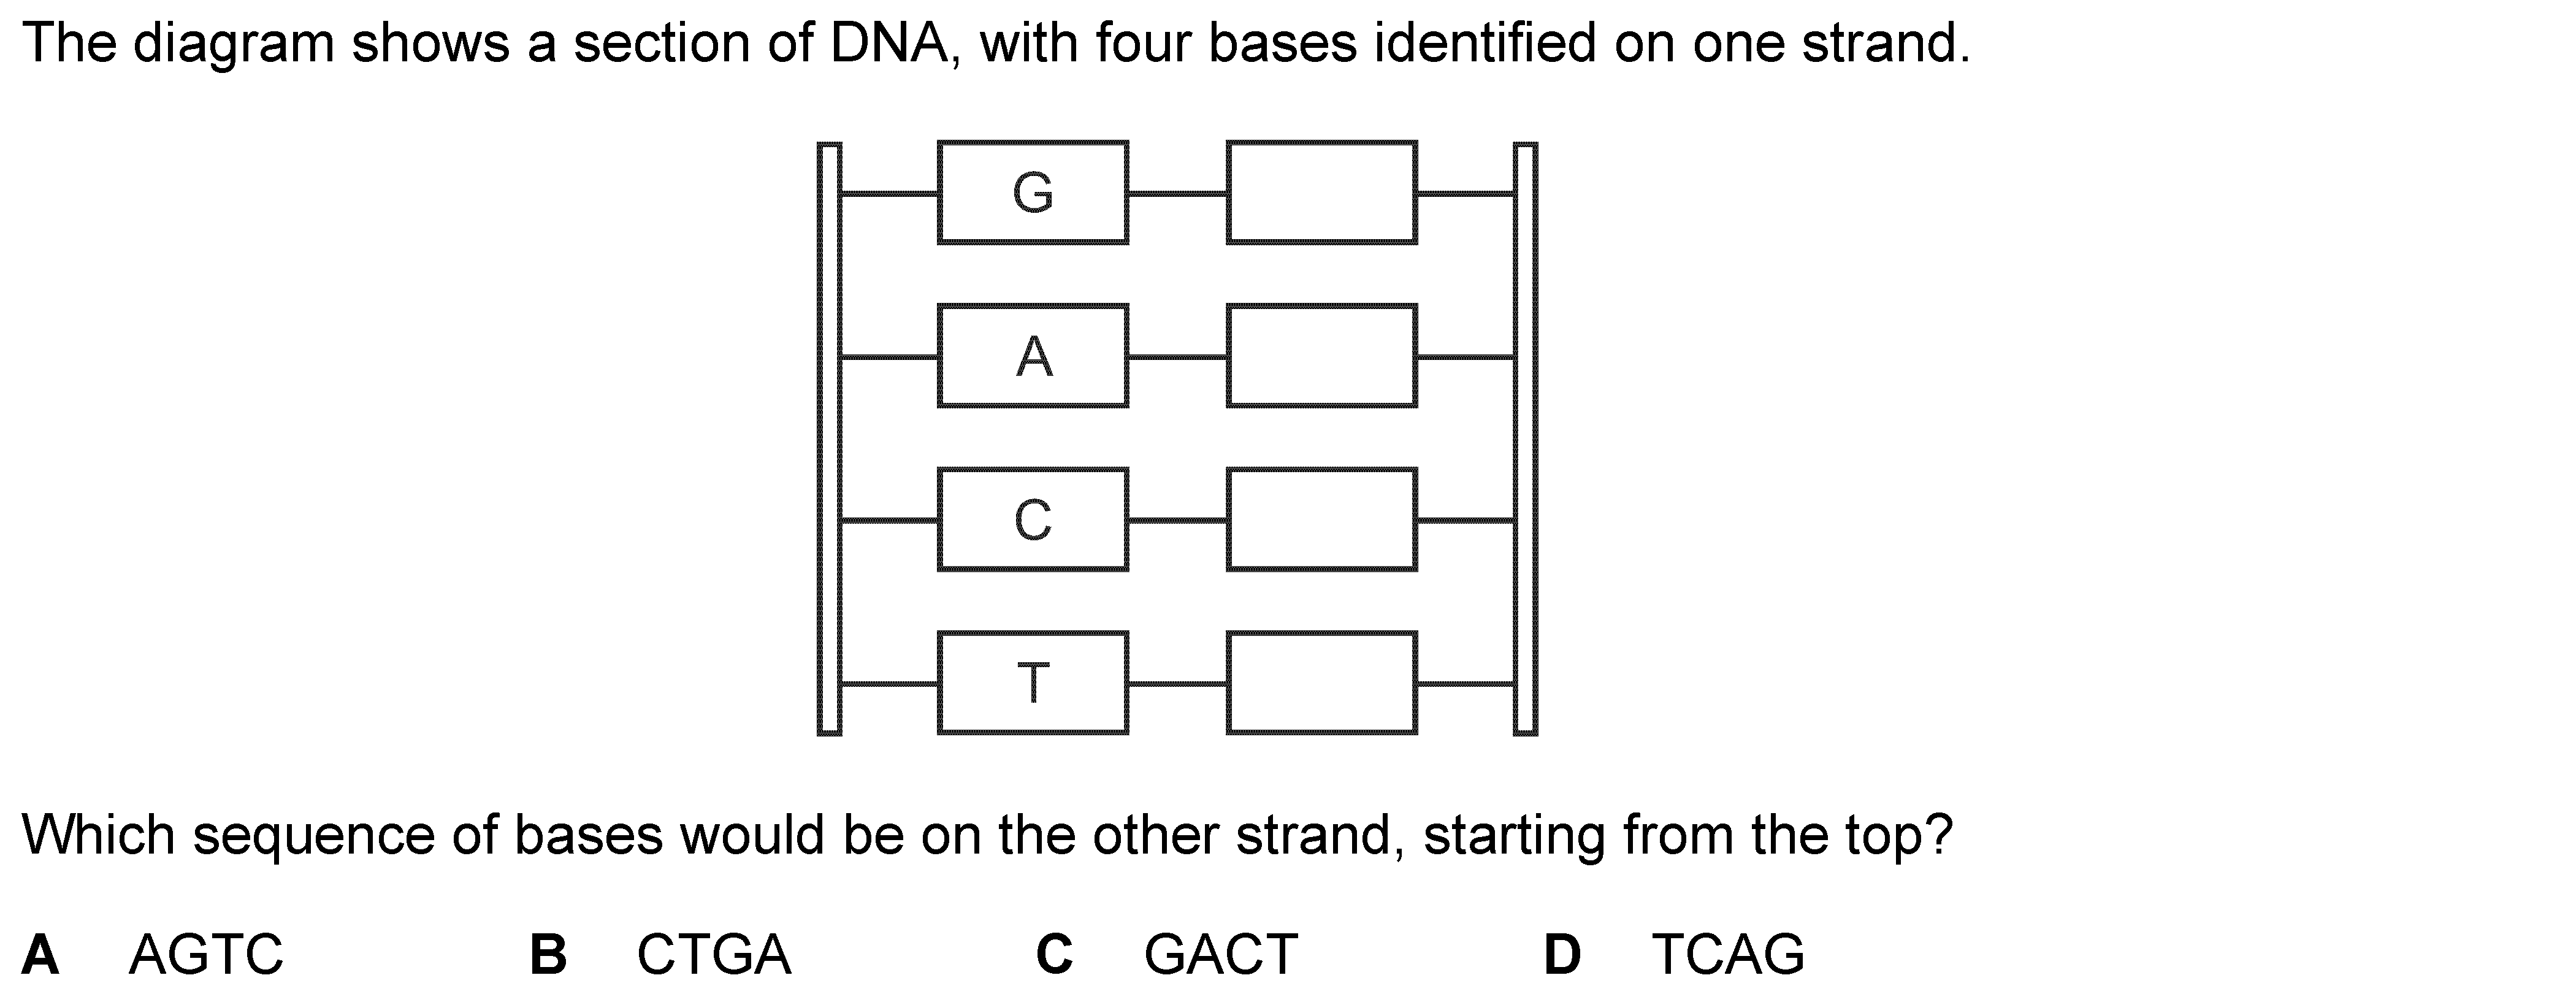 The diagram shows a section of DNA, with four bases identified on one strand.
G
A
C
T
Which sequence of bases would be on the other strand, starting from the top?
A AGTC B CTGA C GACT D TCAG